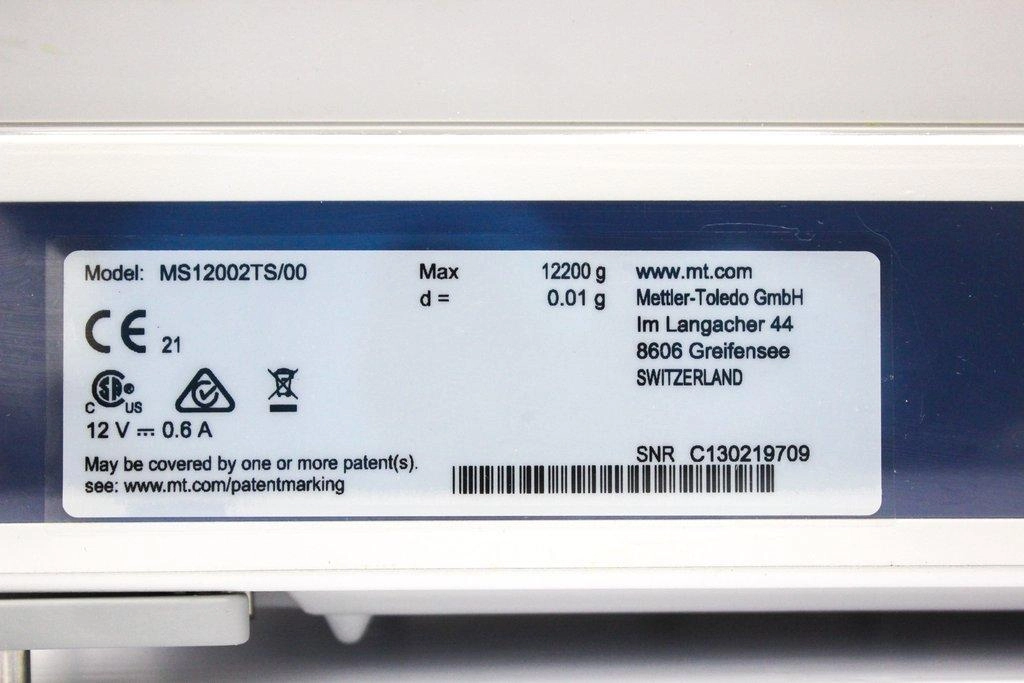 Model: MS12002TS/00
Max 12200 g
d = 0.01 g
www.mt.com
Mettler-Toledo GmbH
Im Langacher 44
8606 Greifensee
SWITZERLAND
CE 21
C SA ® US
12 V ⎓ 0.6 A
May be covered by one or more patent(s).
see: www.mt.com/patentmarking
SNR C130219709